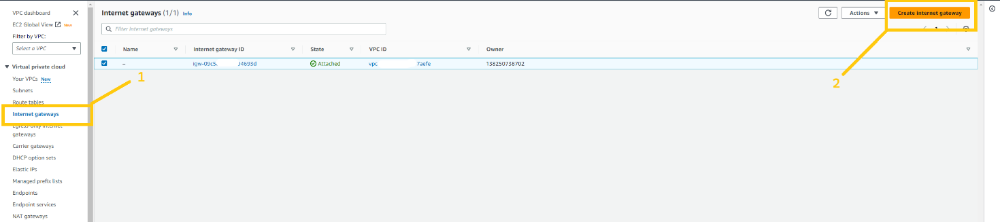 VPC dashboard
EC2 Global View New
Filter by VPC:
Select a VPC
Virtual private cloud
Your VPCs New
Subnets
Route tables
Internet gateways
Egress-only internet
gateways
Carrier gateways
DHCP option sets
Elastic IPs
Managed prefix lists
Endpoints
Endpoint services
NAT gateways
1
Internet gateways (1/1) Info
Actions
Create internet gateway
Filter internet gateways
1
Name Internet gateway ID State VPC ID Owner
– igw-09c5 J4693d Attached vpc 7aefe 138250738702
2